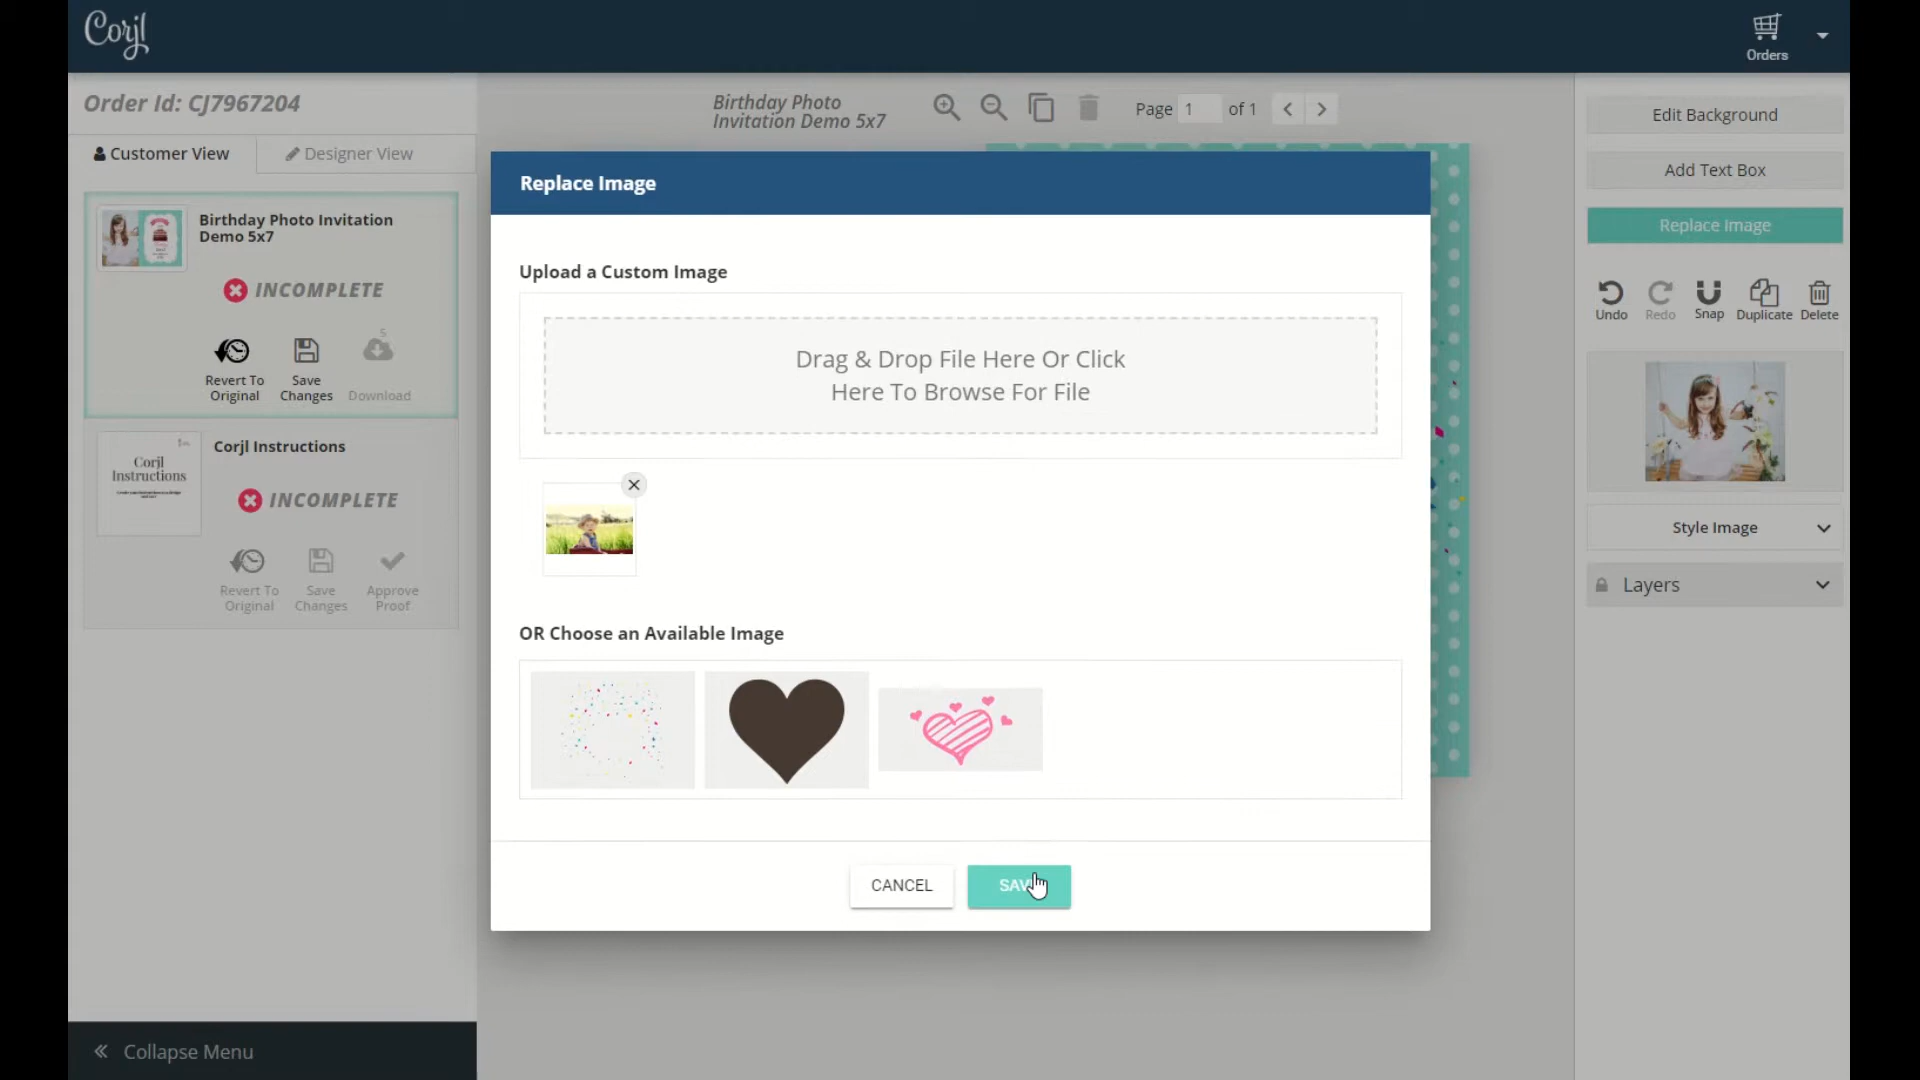 Corjl
Orders
Order Id: CJ7967204
Customer View
Designer View
Birthday Photo Invitation
Demo 5x7
INCOMPLETE
5
Revert To
Original
Save
Changes
Download
Corjl
Instructions
Corjl Instructions
INCOMPLETE
Revert To
Original
Save
Changes
Approve
Proof
Collapse Menu
Birthday Photo
Invitation Demo 5x7
Page 1 of 1
Replace Image
Upload a Custom Image
Drag & Drop File Here Or Click
Here To Browse For File
OR Choose an Available Image
CANCEL
Edit Background
Add Text Box
Replace Image
Undo
Redo
Snap
Duplicate
Delete
Style Image
Layers